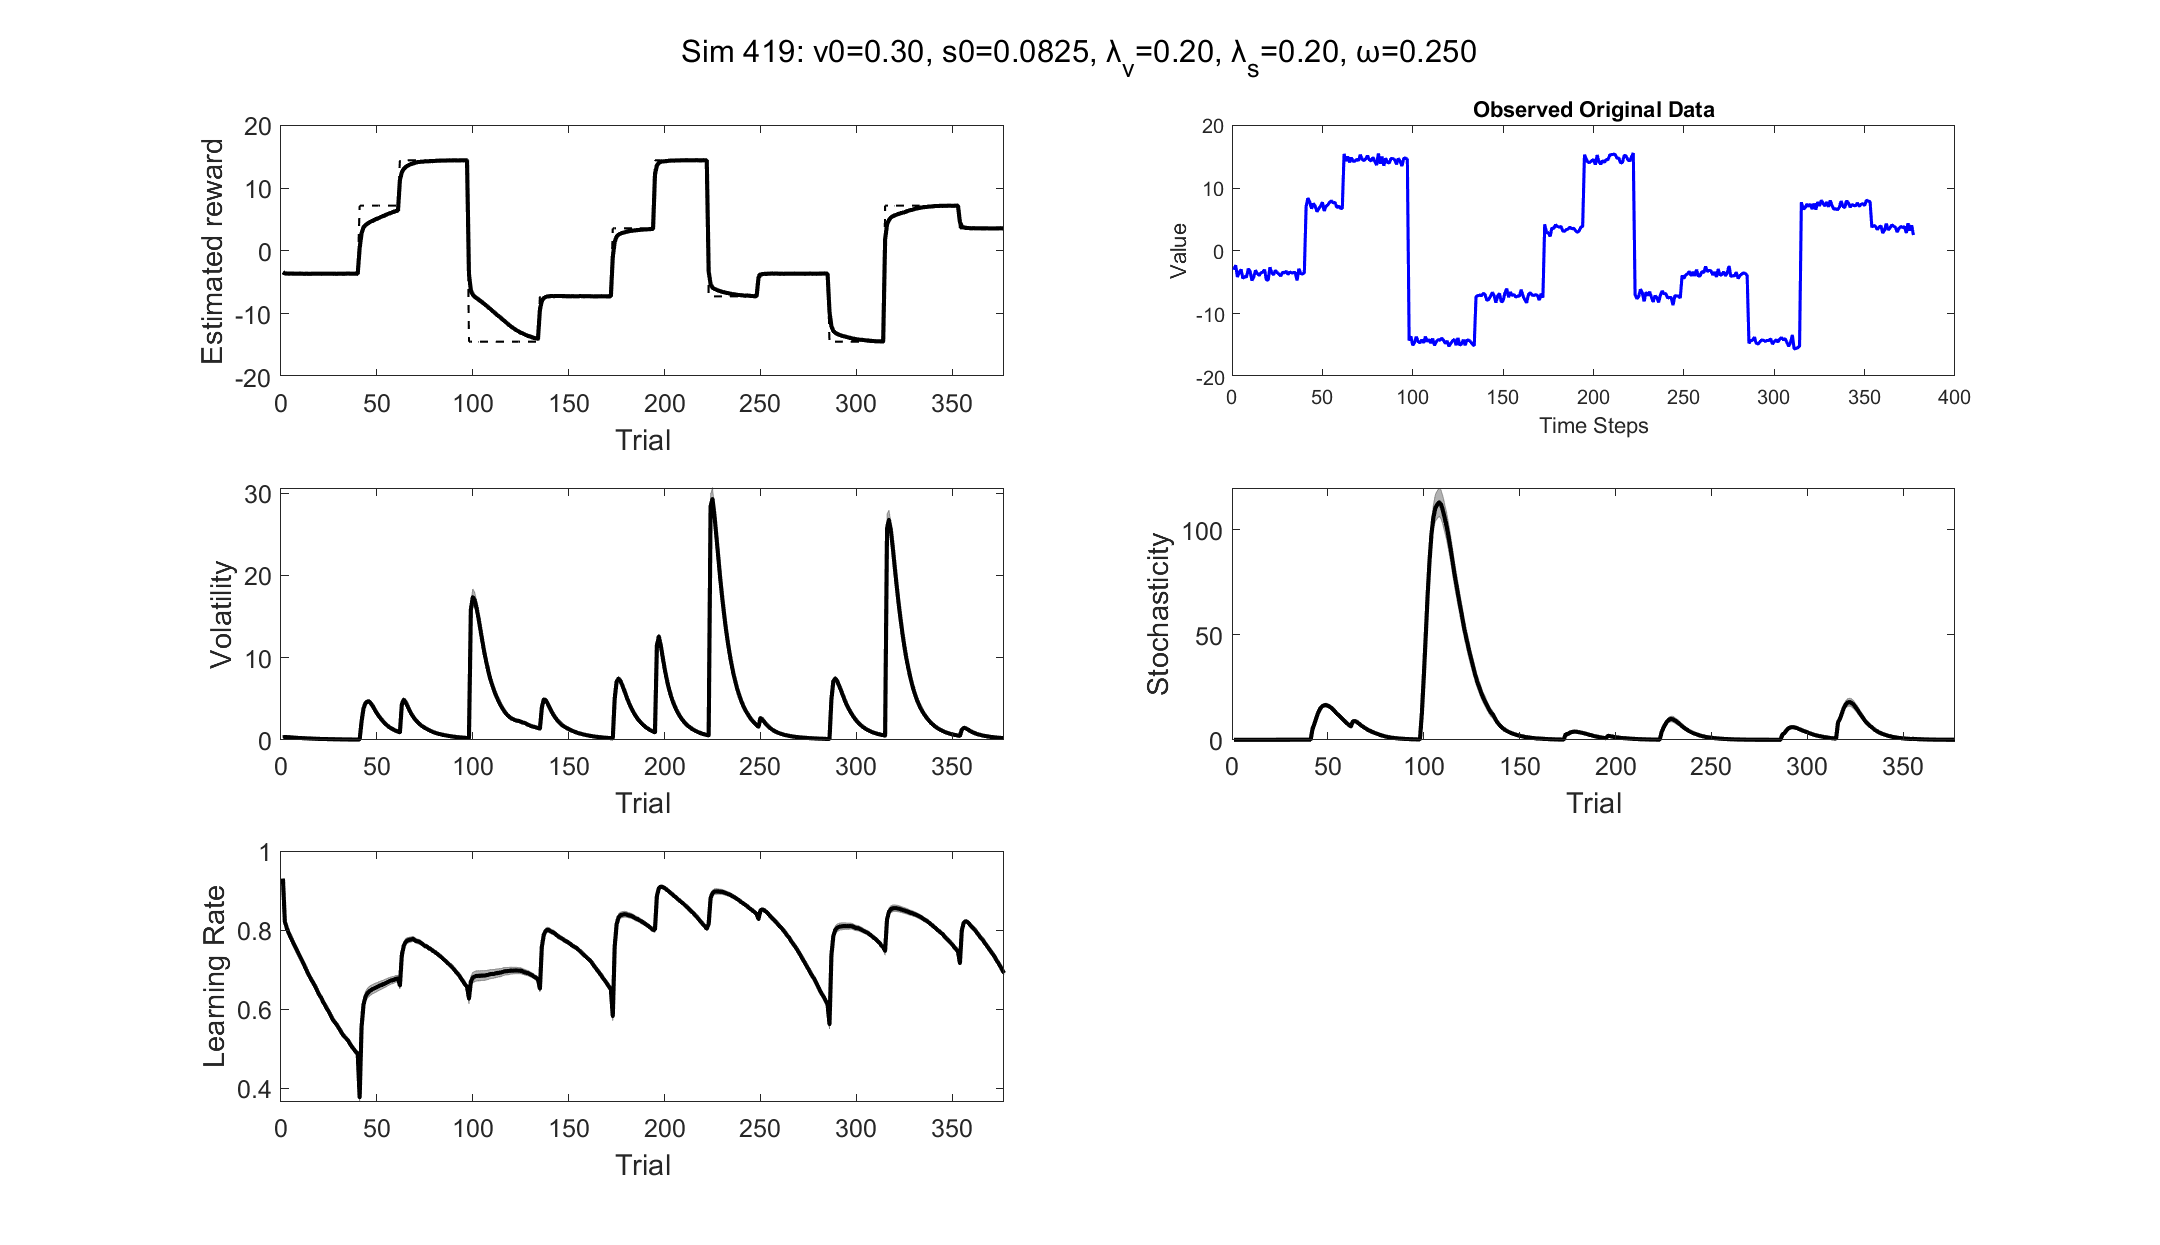 Sim 419: v0=0.30, s0=0.0825, λv=0.20, λs=0.20, ω=0.250
Estimated reward
20
10
0
-10
-20
0 50 100 150 200 250 300 350
Trial
Observed Original Data
Value
20
10
0
-10
-20
0 50 100 150 200 250 300 350 400
Time Steps
Volatility
30
20
10
0
0 50 100 150 200 250 300 350
Trial
Stochasticity
100
50
0
0 50 100 150 200 250 300 350
Trial
Learning Rate
1
0.8
0.6
0.4
0 50 100 150 200 250 300 350
Trial